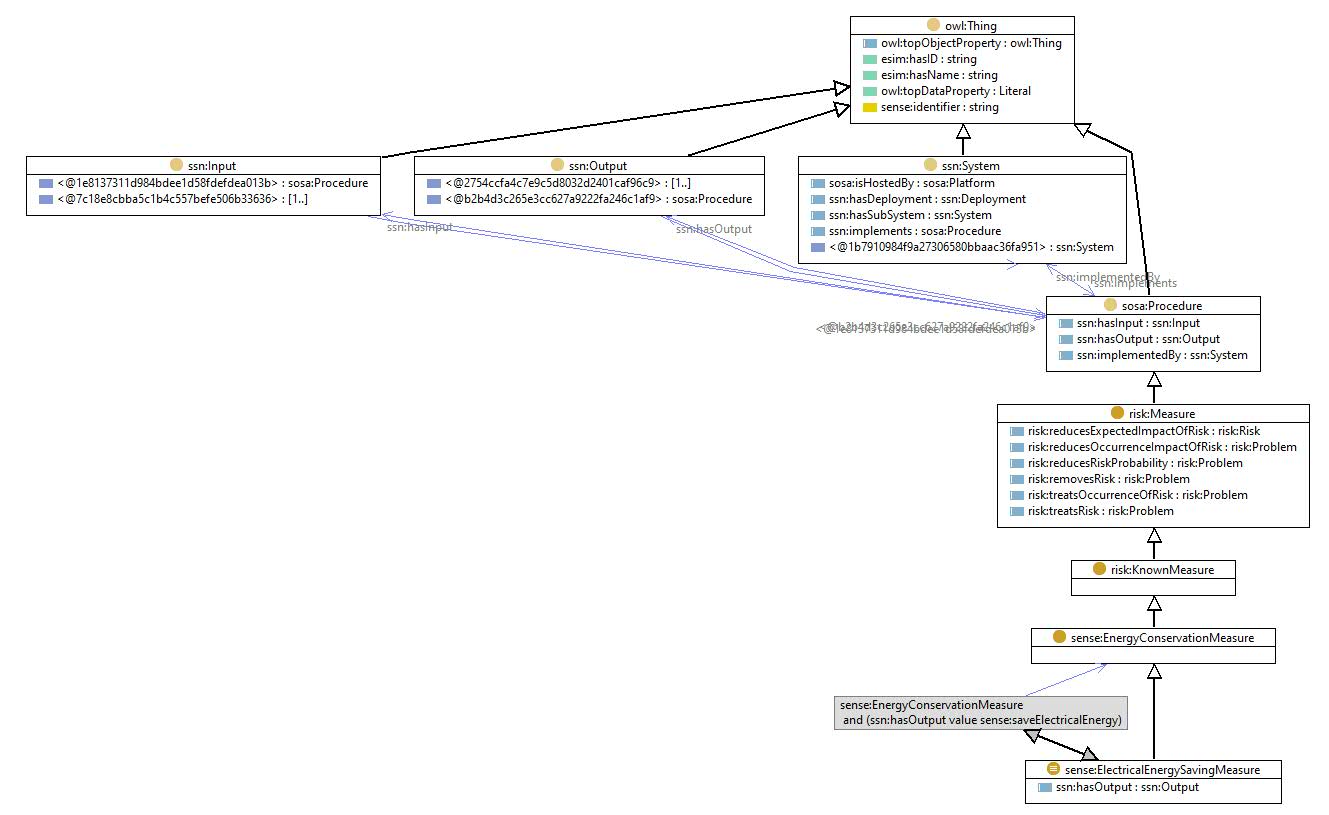 owl:Thing
owl:topObjectProperty : owl:Thing
esim:hasID : string
esim:hasName : string
owl:topDataProperty : Literal
sense:identifier : string
ssn:Input
<@1e8137311d984bdee1d58fdefdea013b> : sosa:Procedure
<@7c18e8cbba5c1b4c557befe506b33636> : [1..]
ssn:Output
<@2754ccfa4c7e9c5d8032d2401caf96c9> : [1..]
<@b2b4d3c265e3cc627a9222fa246c1af9> : sosa:Procedure
ssn:System
sosa:isHostedBy : sosa:Platform
ssn:hasDeployment : ssn:Deployment
ssn:hasSubSystem : ssn:System
ssn:implements : sosa:Procedure
<@1b7910984f9a27306580bbaac36fa951> : ssn:System
ssn:hasInput
ssn:hasOutput
ssn:implementedBy
ssn:implements
sosa:Procedure
ssn:hasInput : ssn:Input
ssn:hasOutput : ssn:Output
ssn:implementedBy : ssn:System
risk:Measure
risk:reducesExpectedImpactOfRisk : risk:Risk
risk:reducesOccurrenceImpactOfRisk : risk:Problem
risk:reducesRiskProbability : risk:Problem
risk:removesRisk : risk:Problem
risk:treatsOccurrenceOfRisk : risk:Problem
risk:treatsRisk : risk:Problem
risk:KnownMeasure
sense:EnergyConservationMeasure
sense:EnergyConservationMeasure
and (ssn:hasOutput value sense:saveElectricalEnergy)
sense:ElectricalEnergySavingMeasure
ssn:hasOutput : ssn:Output